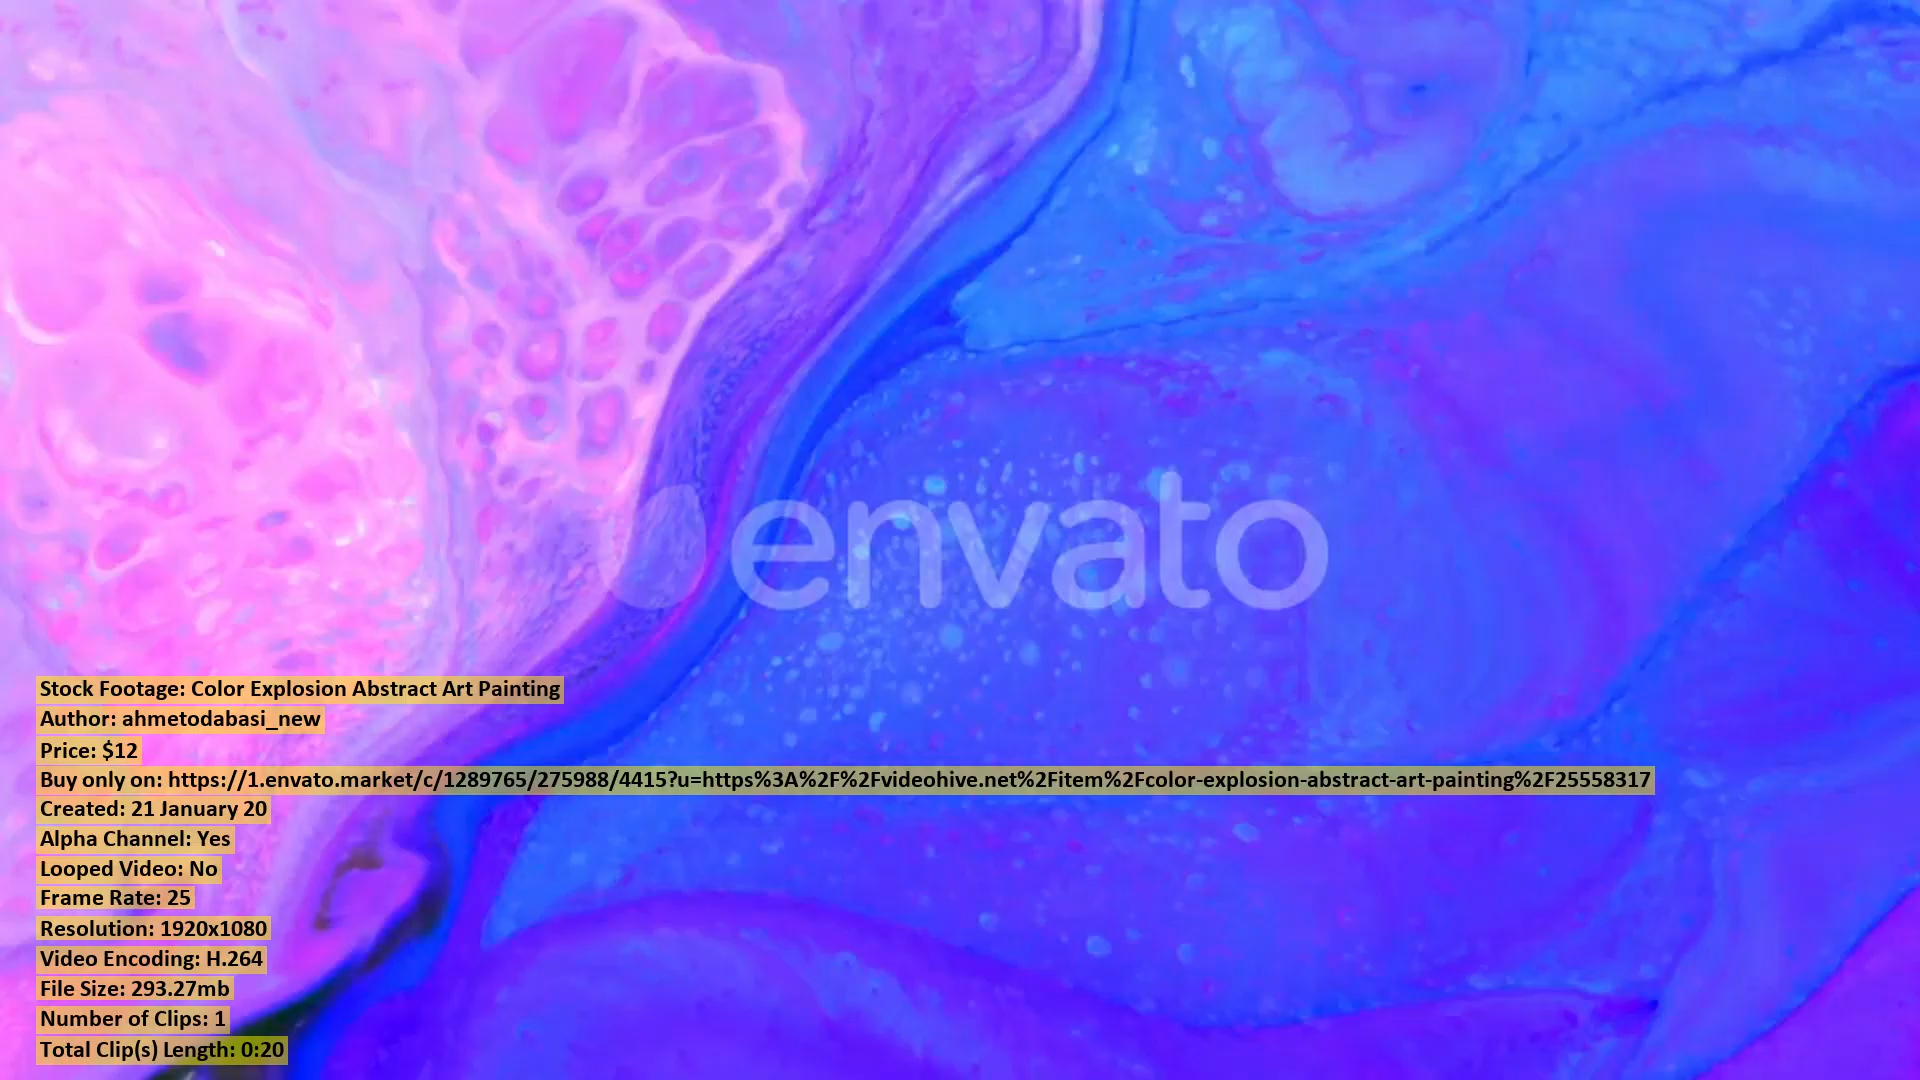 envato
Stock Footage: Color Explosion Abstract Art Painting
Author: ahmetodabasi_new
Price: $12
Buy only on: https://1.envato.market/c/1289765/275988/4415?u=https%3A%2F%2Fvideohive.net%2Fitem%2Fcolor-explosion-abstract-art-painting%2F25558317
Created: 21 January 20
Alpha Channel: Yes
Looped Video: No
Frame Rate: 25
Resolution: 1920x1080
Video Encoding: H.264
File Size: 293.27mb
Number of Clips: 1
Total Clip(s) Length: 0:20